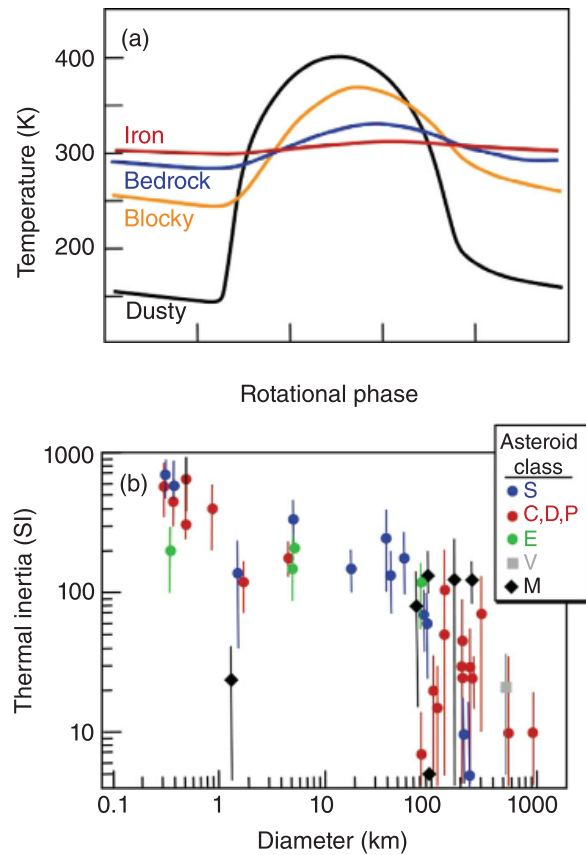 (a)
400
300
200
Temperature (K)
Iron
Bedrock
Blocky
Dusty
Rotational phase
(b)
1000
100
10
Thermal inertia (SI)
Asteroid
class
S
C,D,P
E
V
M
0.1
1
10
100
1000
Diameter (km)